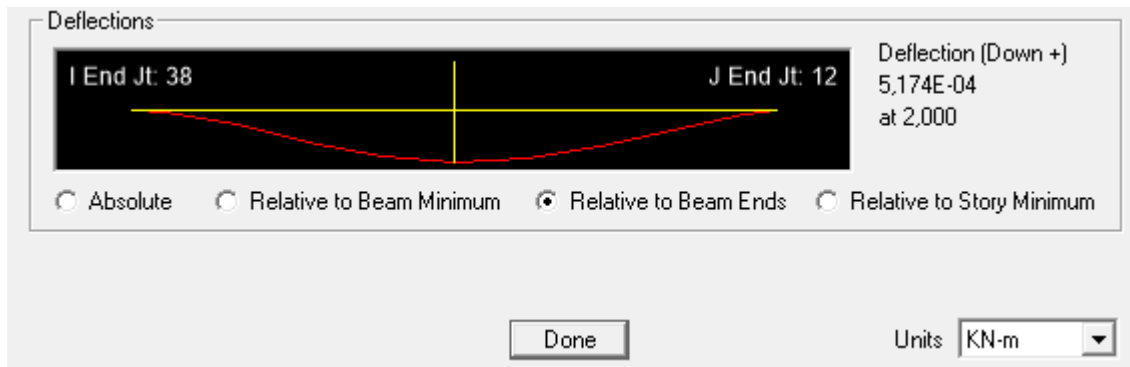 Deflections
I End Jt: 38
J End Jt: 12
Deflection (Down +)
5,174E-04
at 2,000
Absolute
Relative to Beam Minimum
Relative to Beam Ends
Relative to Story Minimum
Done
Units
KN-m